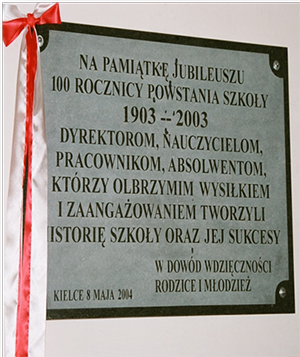 NA PAMIĄTKĘ JUBILEUSZU
100 ROCZNICY POWSTANIA SZKOŁY
1903 – 2003
DYREKTOROM, NAUCZYCIELOM,
PRACOWNIKOM, ABSOLWENTOM,
KTÓRZY OLBRZYMIM WYSIŁKIEM
I ZAANGAŻOWANIEM TWORZYLI
HISTORIĘ SZKOŁY ORAZ JEJ SUKCESY
W DOWÓD WDZIĘCZNOŚCI
RODZICE I MŁODZIEŻ
KIELCE 8 MAJA 2004